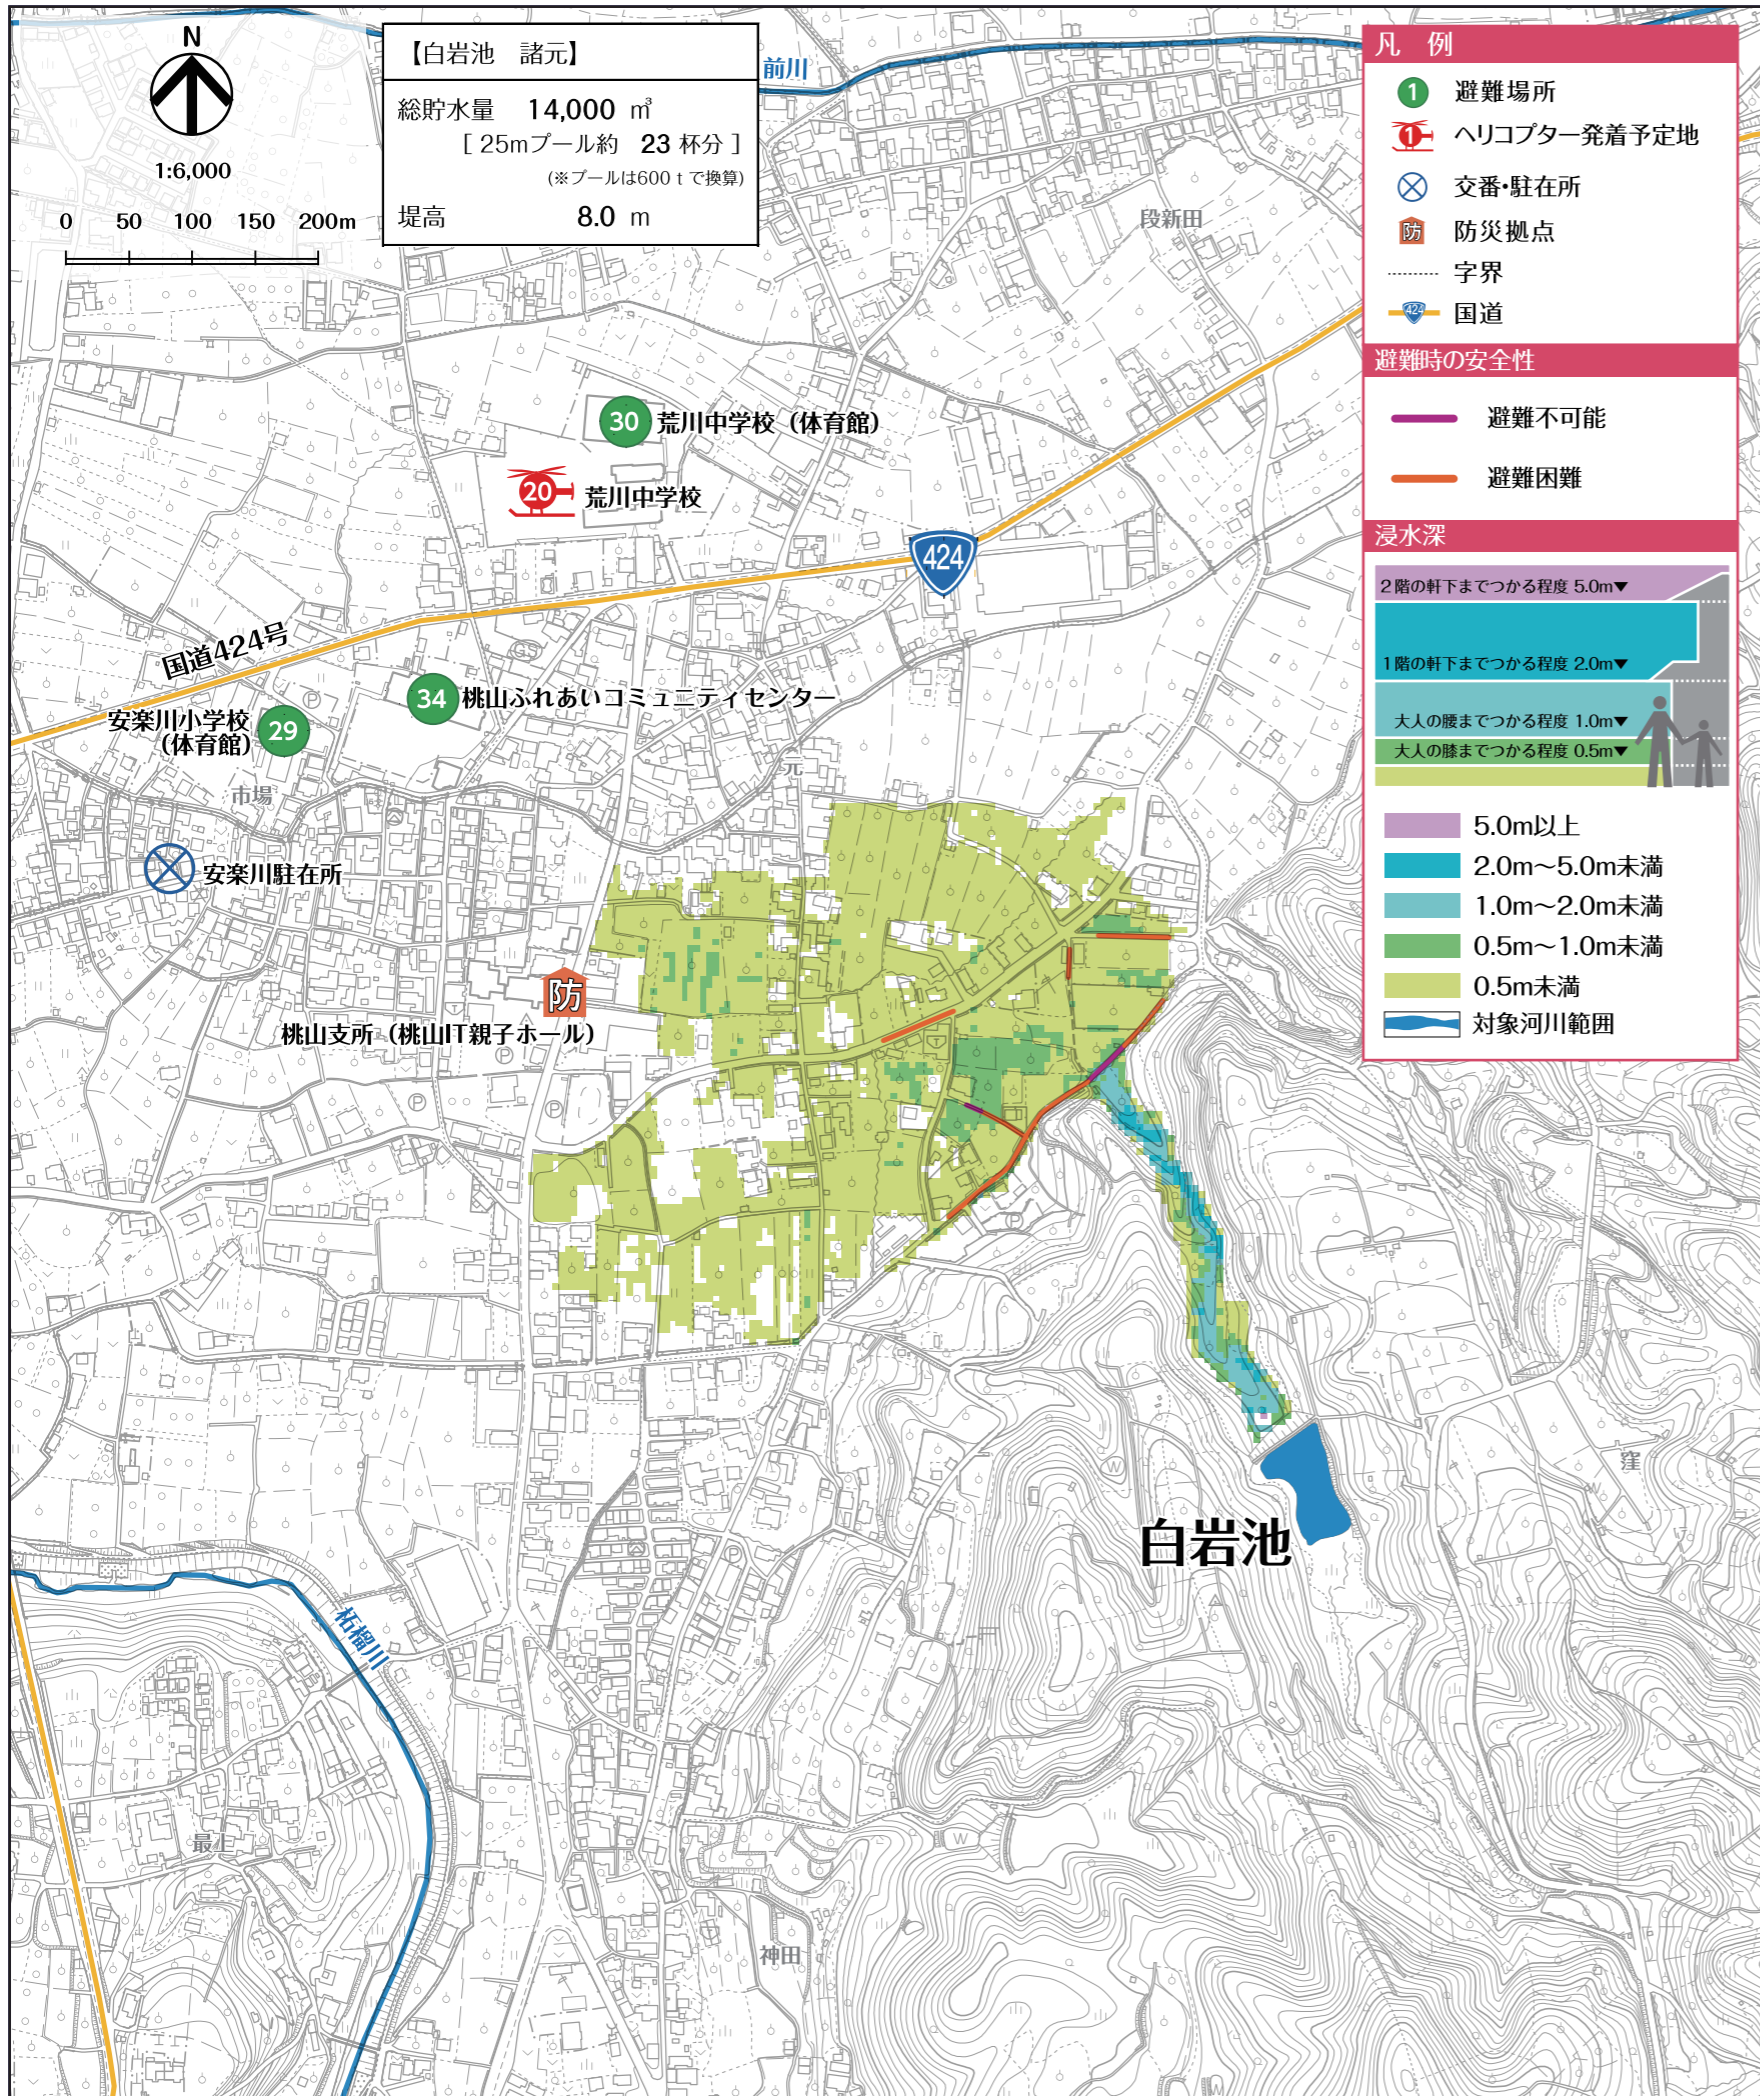 N
1:6,000
0 50 100 150 200m
【白岩池 諸元】
総貯水量 14,000 ㎥
[ 25mプール約 23 杯分 ]
(※プールは600ｔで換算)
堤高 8.0 m
前川
段新田
30 荒川中学校（体育館）
20 荒川中学校
424
国道424号
GS
P
34 桃山ふれあいコミュニティセンター
安楽川小学校
（体育館）
29
元
市場
安楽川駐在所
防
桃山支所（桃山IT親子ホール）
P
P
P
P
W
窪
白岩池
P
柘榴川
最上
W
神田
W
凡 例
1 避難場所
1 ヘリコプター発着予定地
交番・駐在所
防 防災拠点
字界
424 国道
避難時の安全性
避難不可能
避難困難
浸水深
2階の軒下までつかる程度 5.0m▼
1階の軒下までつかる程度 2.0m▼
大人の腰までつかる程度 1.0m▼
大人の膝までつかる程度 0.5m▼
5.0m以上
2.0m～5.0m未満
1.0m～2.0m未満
0.5m～1.0m未満
0.5m未満
対象河川範囲